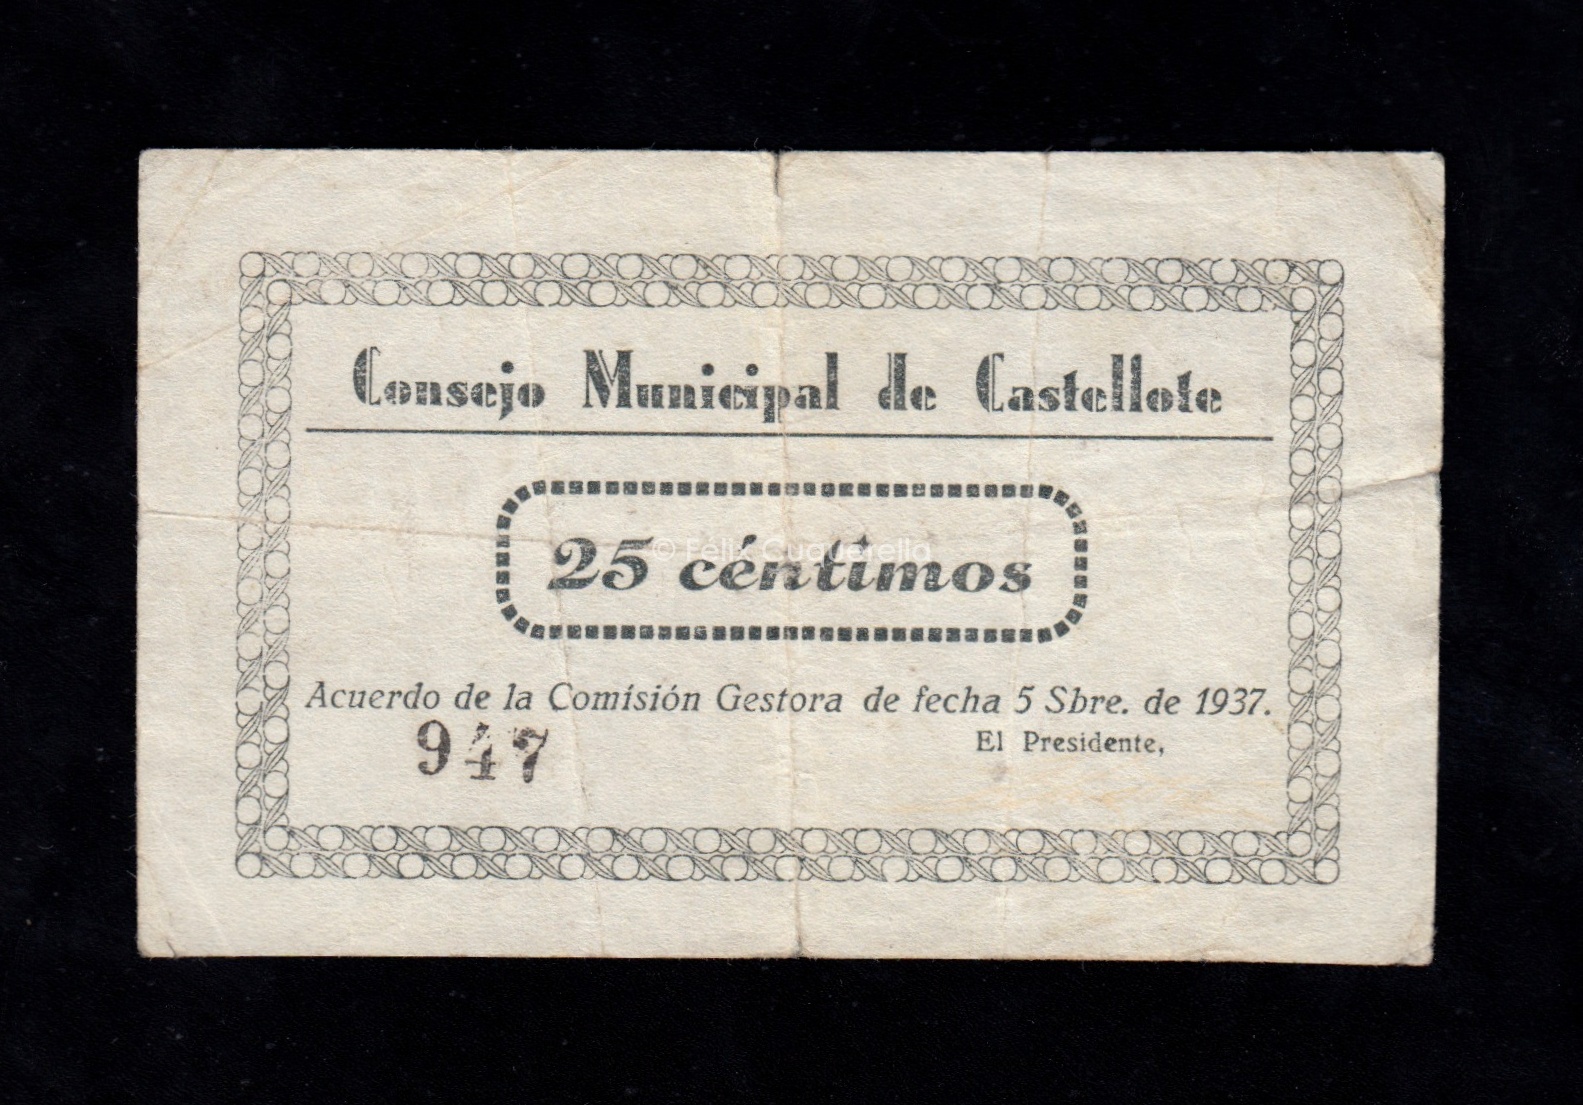 Consejo Municipal de Castellote
25 céntimos
© Félix Cuquerella
Acuerdo de la Comisión Gestora de fecha 5 Sbre. de 1937.
947
El Presidente,